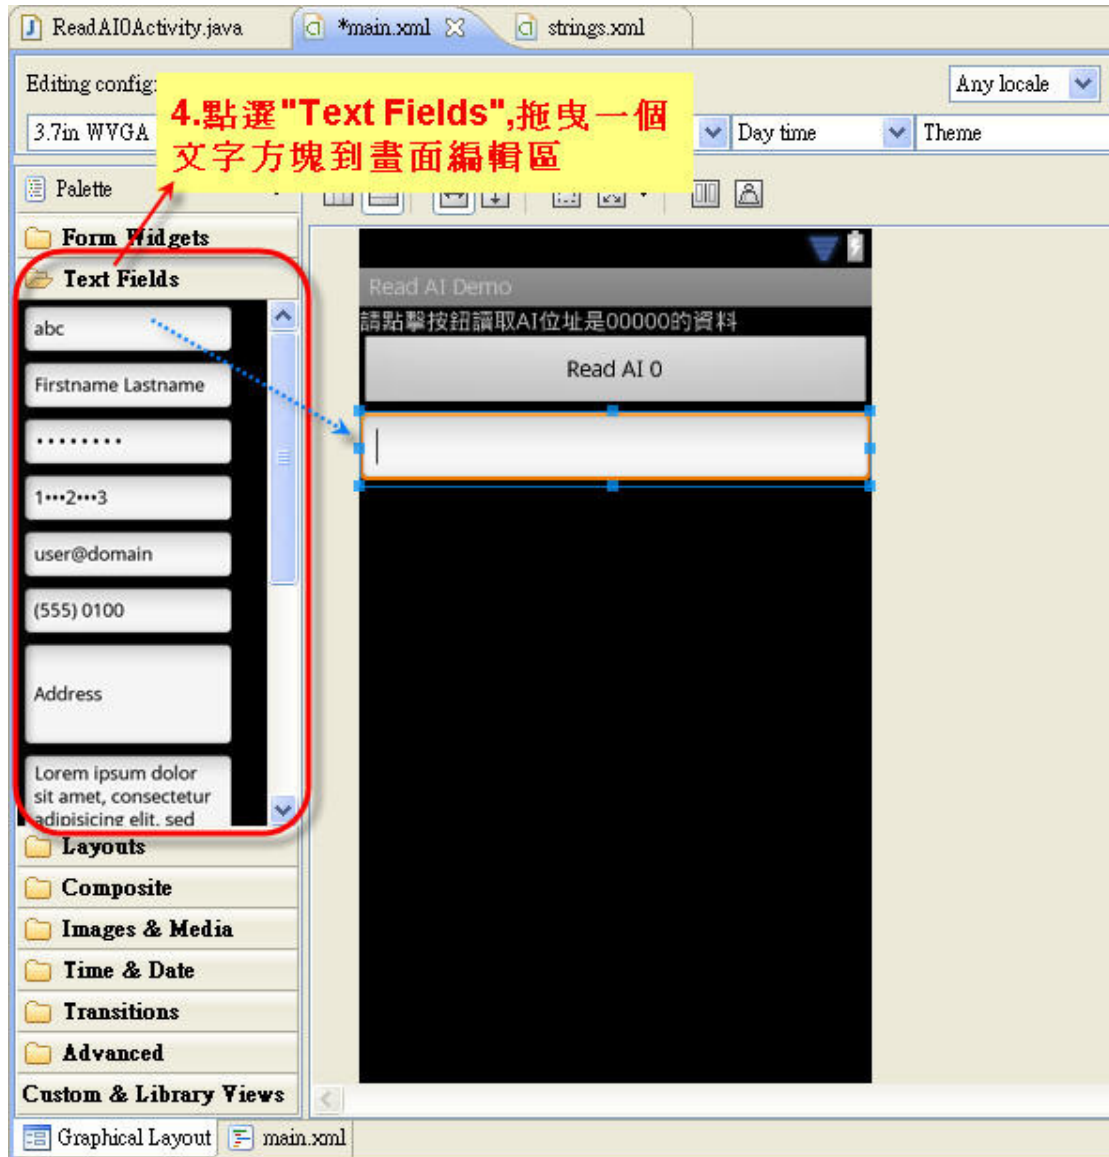 ReadAI0Activity.java
*main.xml
strings.xml
Editing config:
Any locale
4.點選"Text Fields",拖曳一個
文字方塊到畫面編輯區
3.7in WVGA
Day time
Theme
Palette
Form Widgets
Text Fields
abc
Firstname Lastname
••••••••
1•••2•••3
user@domain
(555) 0100
Address
Lorem ipsum dolor
sit amet, consectetur
adipisicing elit, sed
Layouts
Composite
Images & Media
Time & Date
Transitions
Advanced
Custom & Library Views
Read AI Demo
請點擊按鈕讀取AI位址是00000的資料
Read AI 0
Graphical Layout
main.xml